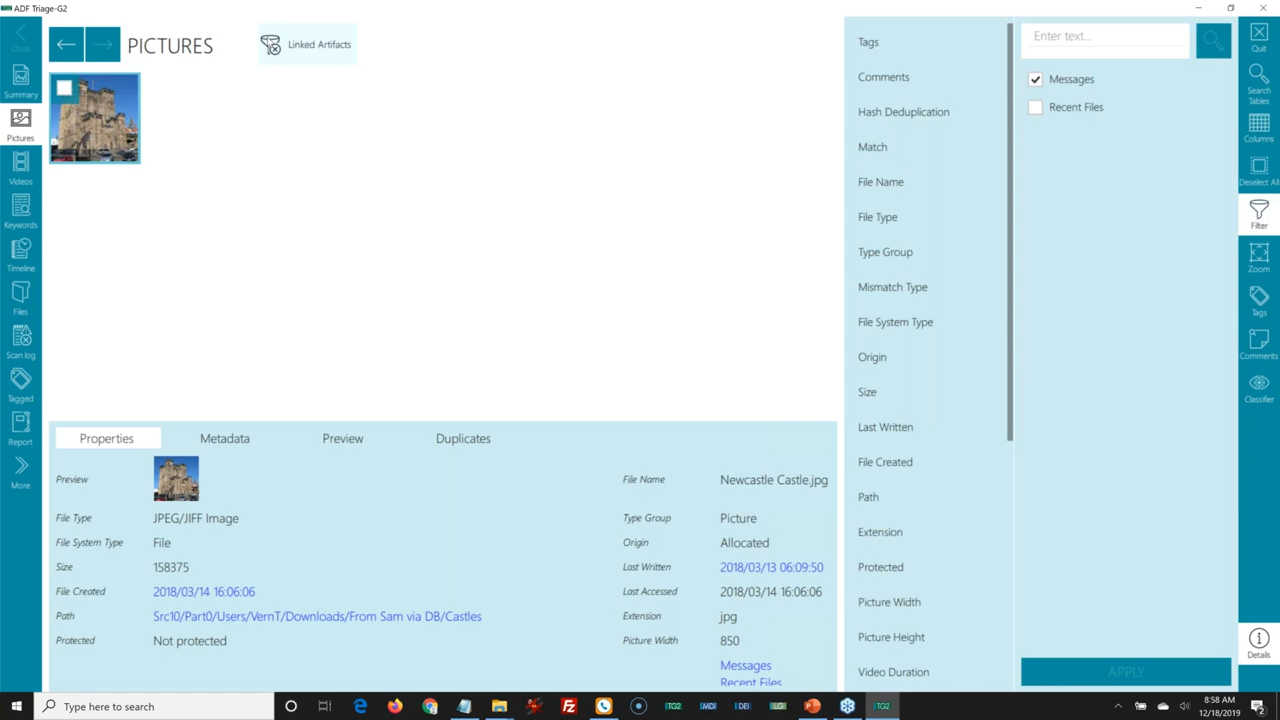 ADF Triage-G2
Close
Summary
Pictures
Videos
Keywords
Timeline
Files
Scan log
Tagged
Report
More
PICTURES
Linked Artifacts
Properties
Metadata
Preview
Duplicates
Preview
File Name
Newcastle Castle.jpg
File Type
JPEG/JIFF Image
Type Group
Picture
File System Type
File
Origin
Allocated
Size
158375
Last Written
2018/03/13 06:09:50
File Created
2018/03/14 16:06:06
Last Accessed
2018/03/14 16:06:06
Path
Src10/Part0/Users/VernT/Downloads/From Sam via DB/Castles
Extension
jpg
Protected
Not protected
Picture Width
850
Messages
Recent Files
Tags
Comments
Hash Deduplication
Match
File Name
File Type
Type Group
Mismatch Type
File System Type
Origin
Size
Last Written
File Created
Path
Extension
Protected
Picture Width
Picture Height
Video Duration
Enter text...
Messages
Recent Files
APPLY
Quit
Search
Tables
Columns
Deselect All
Filter
Zoom
Tags
Comments
Classifier
Details
Type here to search
TG2
MDI
DEI
LG
TG2
8:58 AM
12/18/2019
2